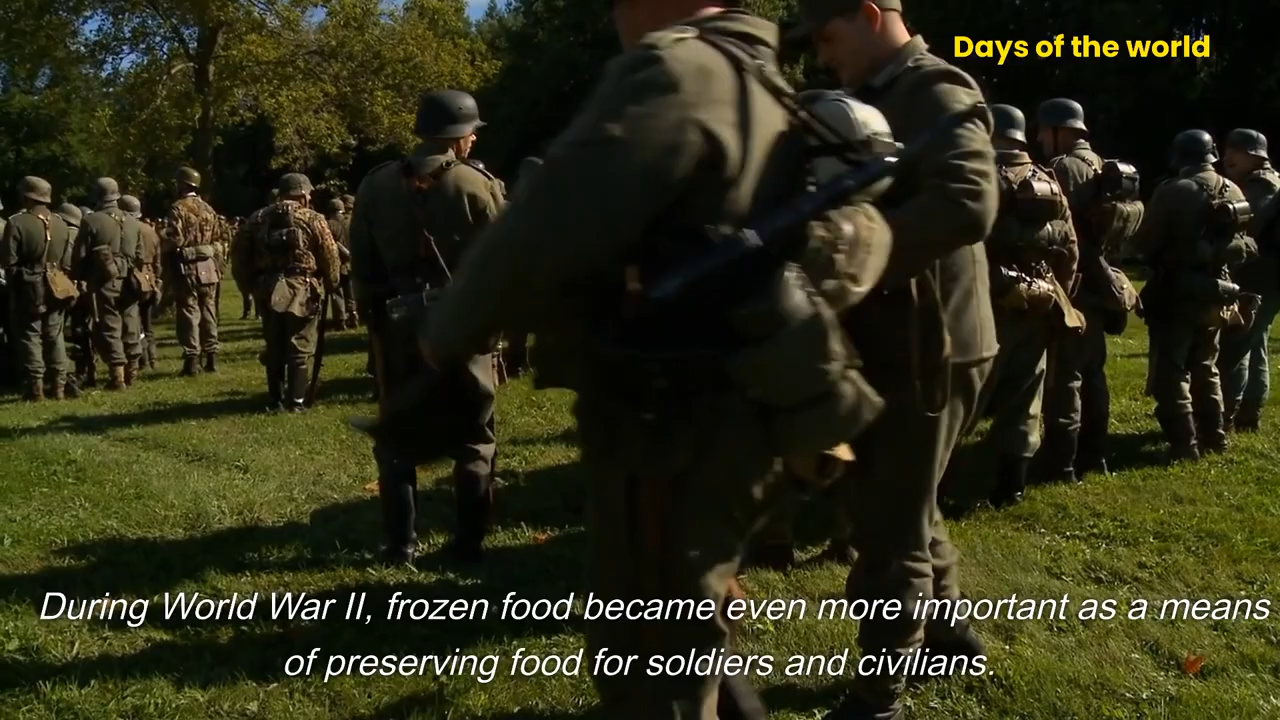 Days of the world
During World War II, frozen food became even more important as a means
of preserving food for soldiers and civilians.